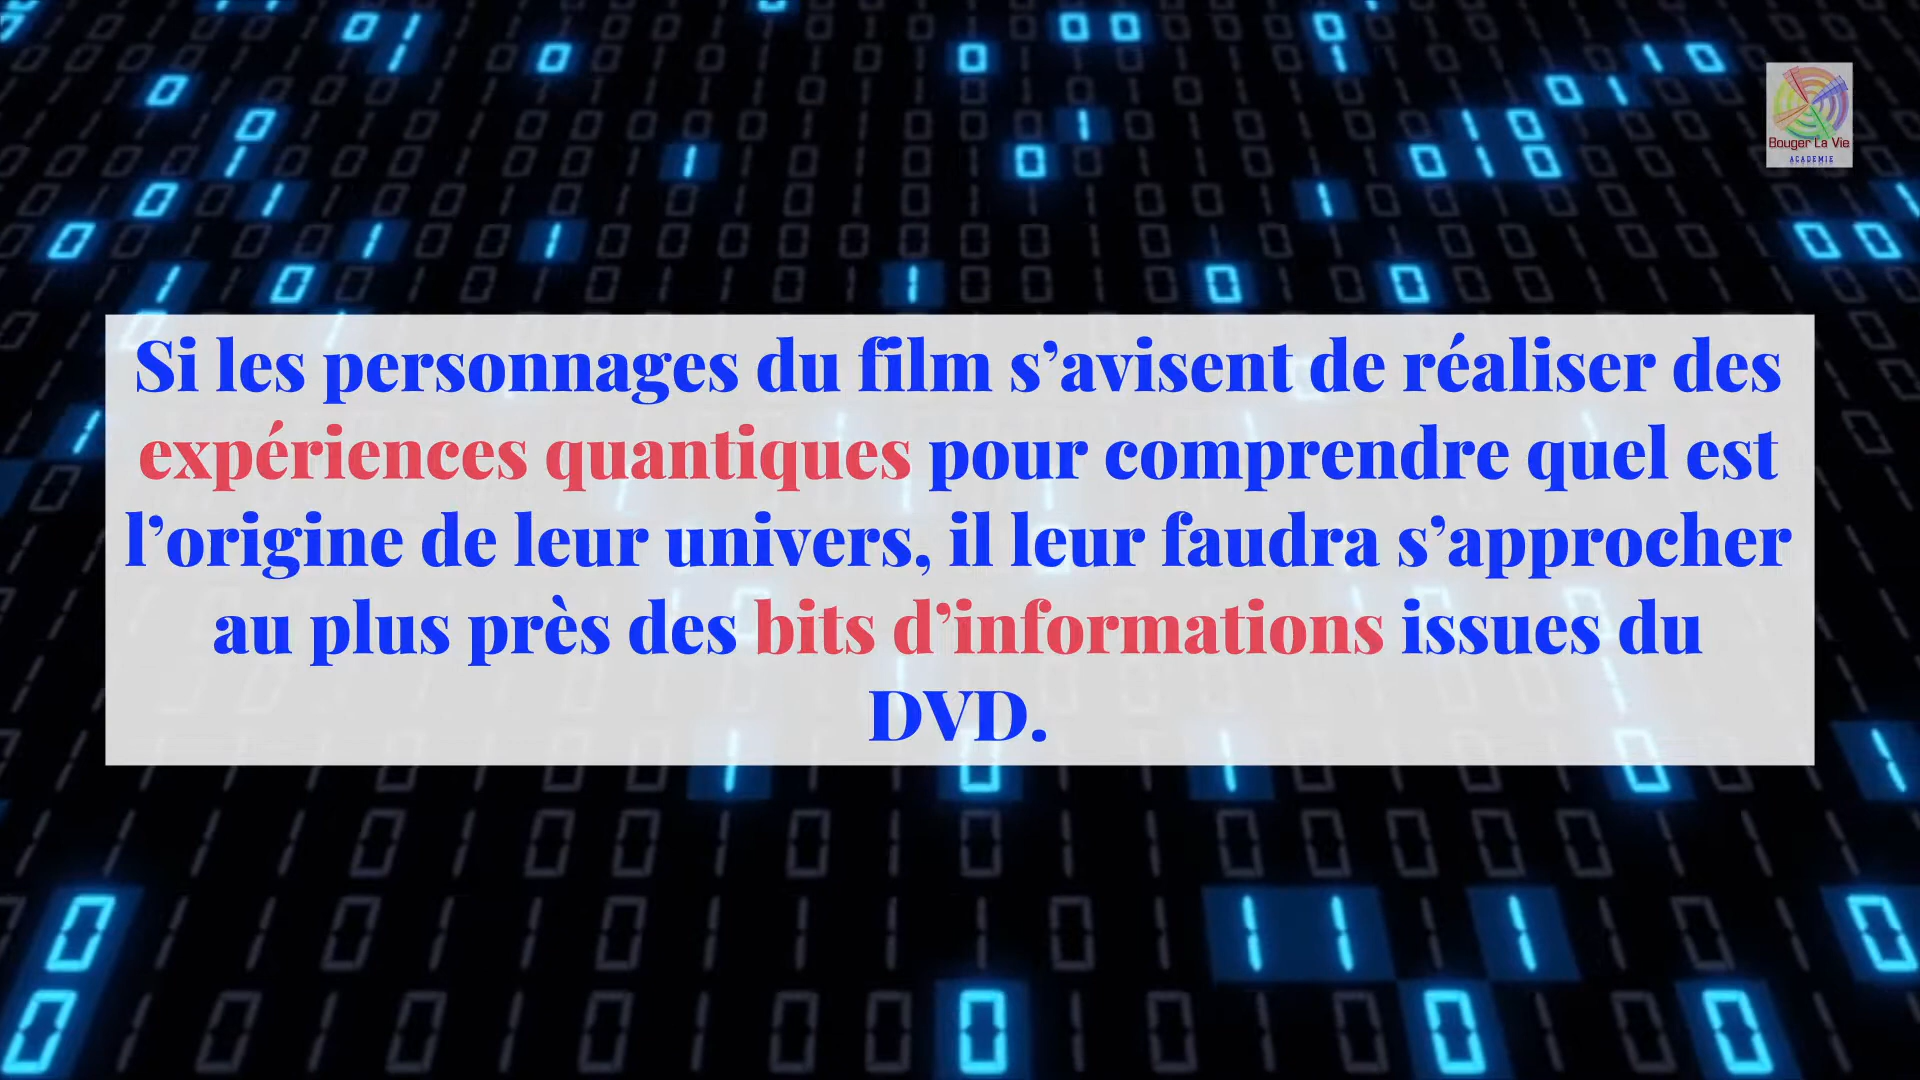 Bouger La Vie
ACADEMIE
Si les personnages du film s’avisent de réaliser des
expériences quantiques pour comprendre quel est
l’origine de leur univers, il leur faudra s’approcher
au plus près des bits d’informations issues du
DVD.